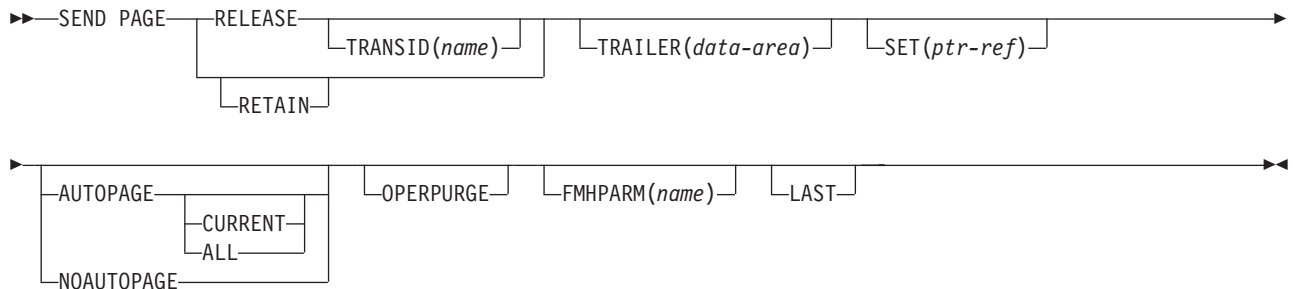 SEND PAGE RELEASE TRANSID(name) TRAILER(data-area) SET(ptr-ref)
RETAIN
AUTOPAGE CURRENT ALL OPERPURGE FMHPARM(name) LAST
NOAUTOPAGE